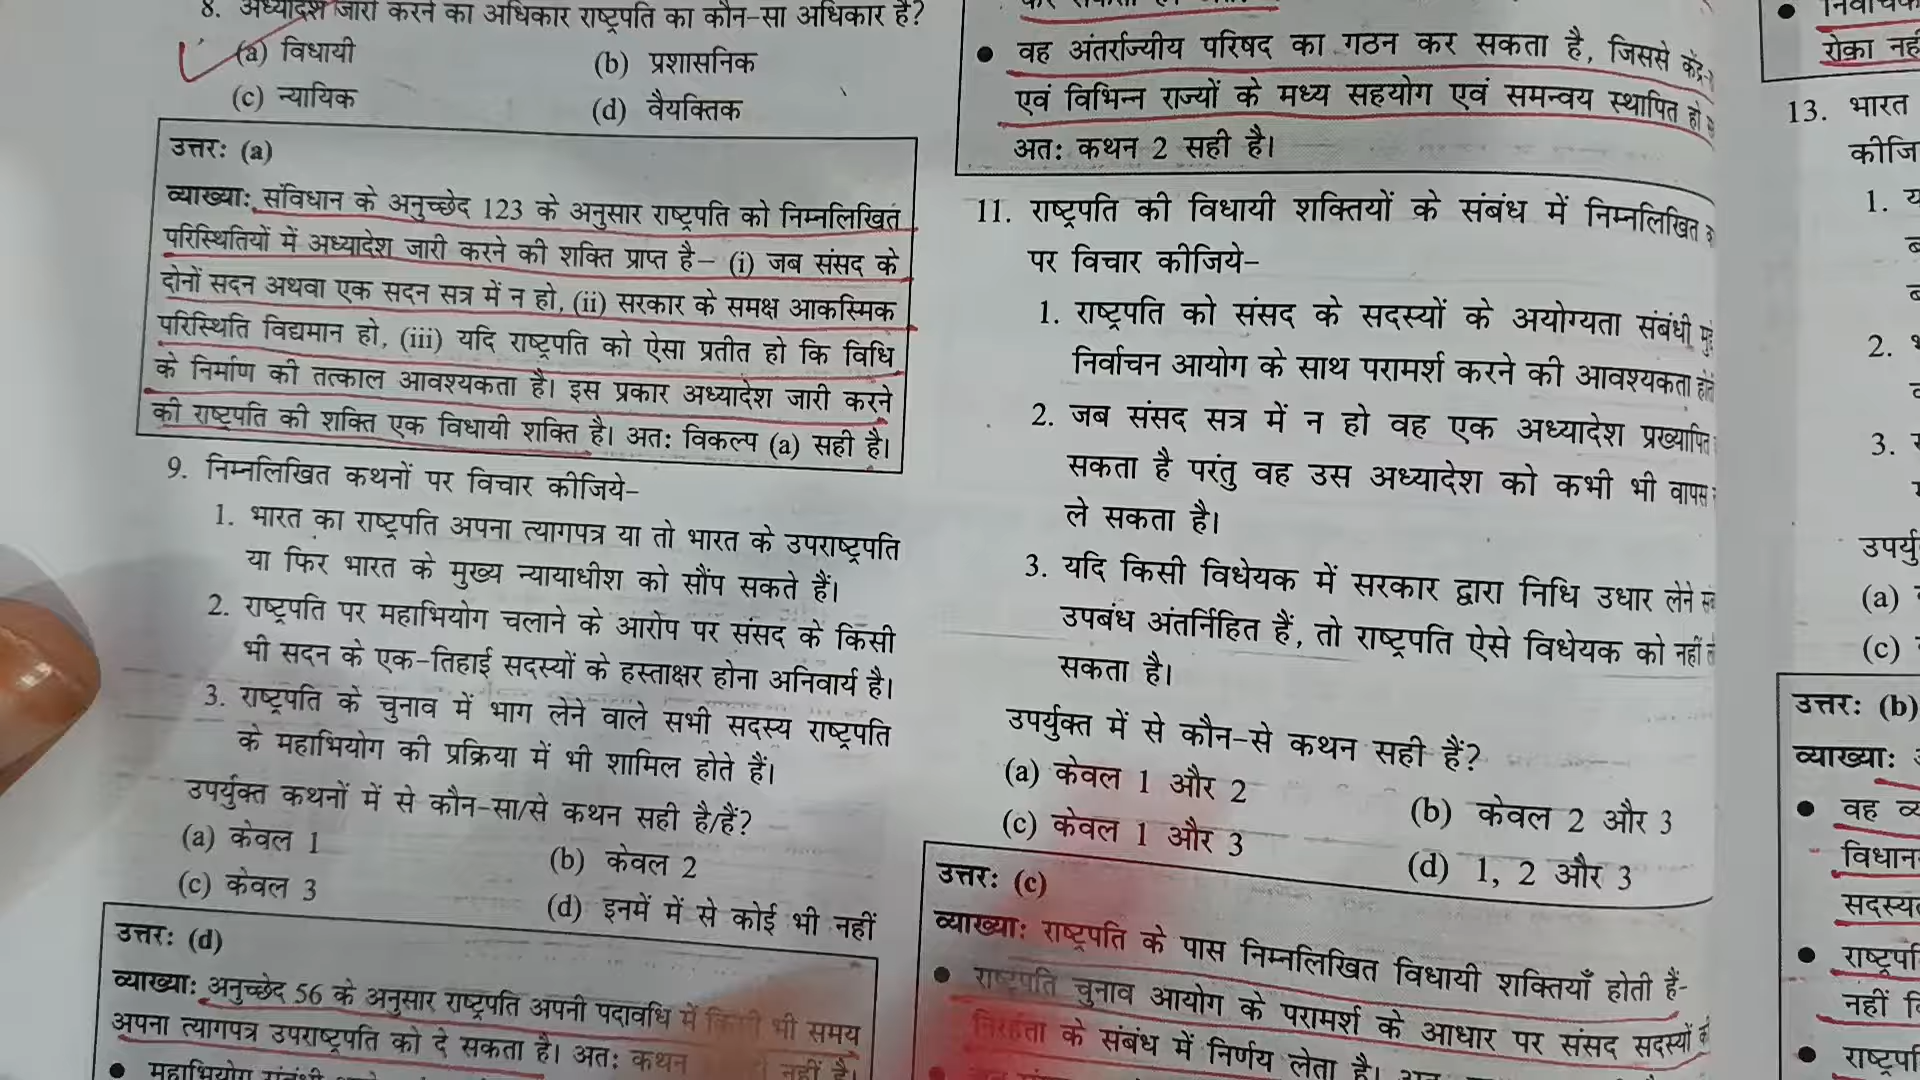 8. अध्यादेश जारी करने का अधिकार राष्ट्रपति का कौन-सा अधिकार है?
(a) विधायी
(b) प्रशासनिक
(c) न्यायिक
(d) वैयक्तिक
उत्तर: (a)
व्याख्या: संविधान के अनुच्छेद 123 के अनुसार राष्ट्रपति को निम्नलिखित
परिस्थितियों में अध्यादेश जारी करने की शक्ति प्राप्त है– (i) जब संसद के
दोनों सदन अथवा एक सदन सत्र में न हो, (ii) सरकार के समक्ष आकस्मिक
परिस्थिति विद्यमान हो, (iii) यदि राष्ट्रपति को ऐसा प्रतीत हो कि विधि
के निर्माण की तत्काल आवश्यकता है। इस प्रकार अध्यादेश जारी करने
की राष्ट्रपति की शक्ति एक विधायी शक्ति है। अतः विकल्प (a) सही है।
9. निम्नलिखित कथनों पर विचार कीजिये–
1. भारत का राष्ट्रपति अपना त्यागपत्र या तो भारत के उपराष्ट्रपति
या फिर भारत के मुख्य न्यायाधीश को सौंप सकते हैं।
2. राष्ट्रपति पर महाभियोग चलाने के आरोप पर संसद के किसी
भी सदन के एक-तिहाई सदस्यों के हस्ताक्षर होना अनिवार्य है।
3. राष्ट्रपति के चुनाव में भाग लेने वाले सभी सदस्य राष्ट्रपति
के महाभियोग की प्रक्रिया में भी शामिल होते हैं।
उपर्युक्त कथनों में से कौन-सा/से कथन सही है/हैं?
(a) केवल 1
(b) केवल 2
(c) केवल 3
(d) इनमें में से कोई भी नहीं
उत्तर: (d)
व्याख्या: अनुच्छेद 56 के अनुसार राष्ट्रपति अपनी पदावधि में किसी भी समय
अपना त्यागपत्र उपराष्ट्रपति को दे सकता है। अतः कथन नहीं है।
• वह अंतर्राज्यीय परिषद का गठन कर सकता है, जिससे केंद्र-
एवं विभिन्न राज्यों के मध्य सहयोग एवं समन्वय स्थापित हो
अतः कथन 2 सही है।
11. राष्ट्रपति की विधायी शक्तियों के संबंध में निम्नलिखित
पर विचार कीजिये–
1. राष्ट्रपति को संसद के सदस्यों के अयोग्यता संबंधी
निर्वाचन आयोग के साथ परामर्श करने की आवश्यकता
2. जब संसद सत्र में न हो वह एक अध्यादेश प्रख्यापित
सकता है परंतु वह उस अध्यादेश को कभी भी वापस
ले सकता है।
3. यदि किसी विधेयक में सरकार द्वारा निधि उधार लेने
उपबंध अंतर्निहित हैं, तो राष्ट्रपति ऐसे विधेयक को नहीं
सकता है।
उपर्युक्त में से कौन-से कथन सही हैं?
(a) केवल 1 और 2
(b) केवल 2 और 3
(c) केवल 1 और 3
(d) 1, 2 और 3
उत्तर: (c)
व्याख्या: राष्ट्रपति के पास निम्नलिखित विधायी शक्तियाँ होती हैं-
• राष्ट्रपति चुनाव आयोग के परामर्श के आधार पर संसद सदस्यों
निरर्हता के संबंध में निर्णय लेता है।
रोका
13. भारत
1.
2.
3.
(a)
(c)
उत्तर: (b)
व्याख्या:
• वह
•
•